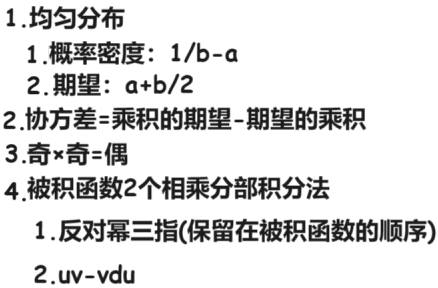 1.均匀分布
1.概率密度：1/b-a
2.期望：a+b/2
2.协方差=乘积的期望-期望的乘积
3.奇×奇=偶
4.被积函数2个相乘分部积分法
1.反对幂三指(保留在被积函数的顺序)
2.uv-vdu